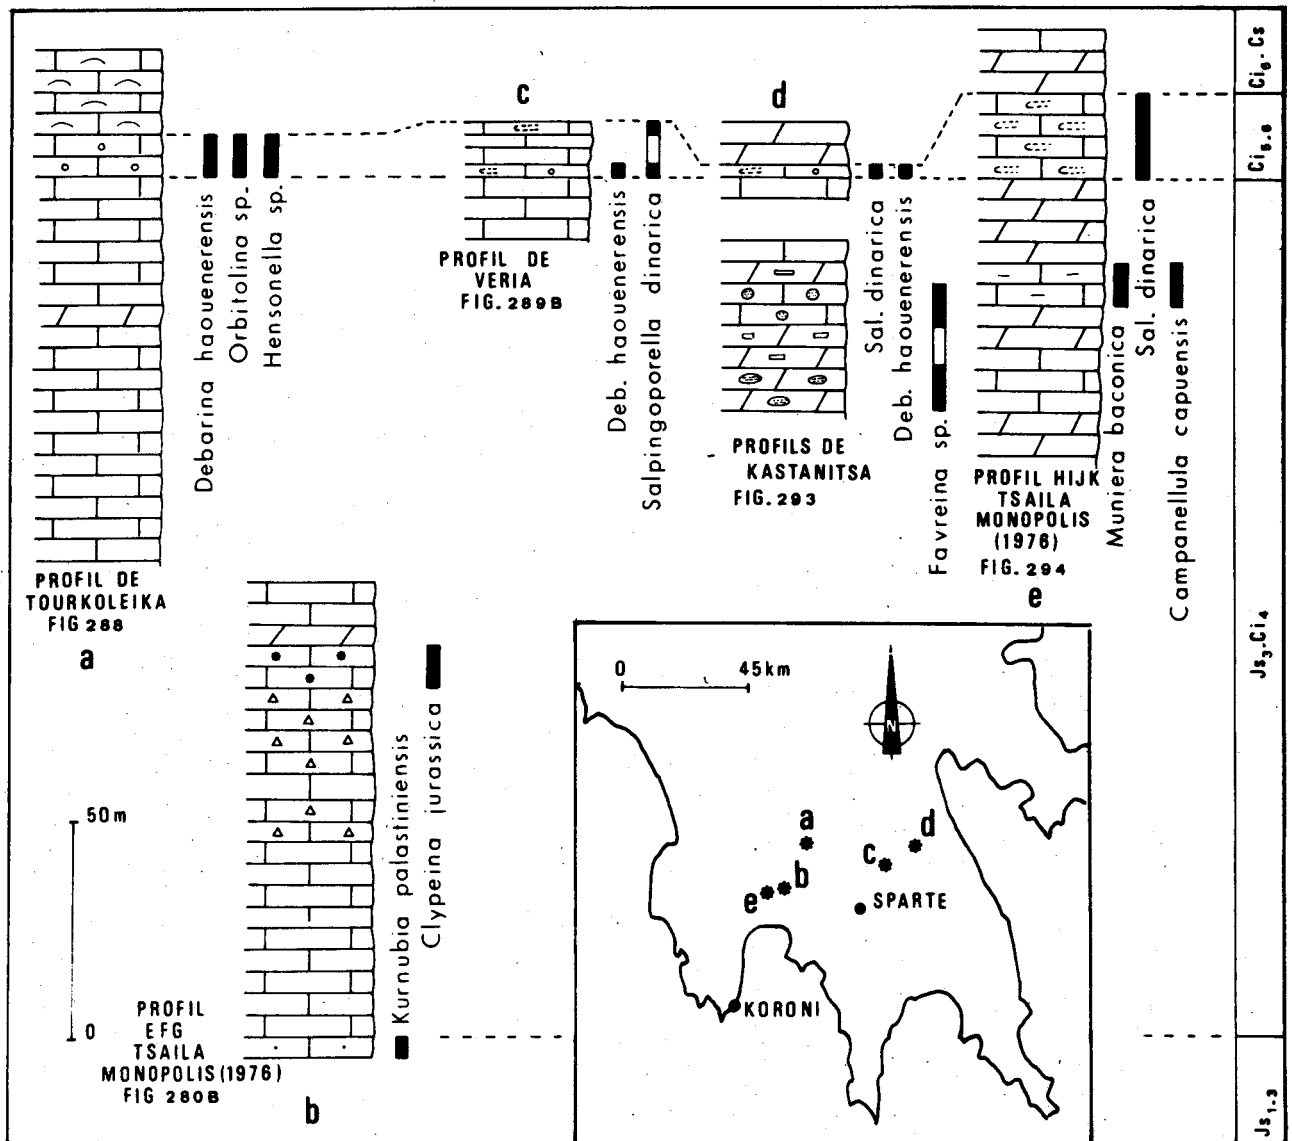 c
d
Debarina haouenerensis
Orbitolina sp.
Hensonella sp.
PROFIL DE
VERIA
FIG. 289B
Deb. haouenerensis
Salpingoporella dinarica
PROFILS DE
KASTANITSA
FIG. 293
Sal. dinarica
Deb. haouenerensis
Favreina sp.
PROFIL HIJK
TSAILA
MONOPOLIS
(1976)
FIG. 294
e
Muniera baconica
Sal. dinarica
Campanellula capuensis
PROFIL DE
TOURKOLEIKA
FIG 288
a
50m
0
PROFIL
EFG
TSAILA
MONOPOLIS(1976)
FIG 280B
b
Kurnubia palastiniensis
Clypeina jurassica
0 45km
N
a
d
c
b
e
SPARTE
KORONI
Ci6.Cs
Ci5.6
Js3.Ci4
Js1-3